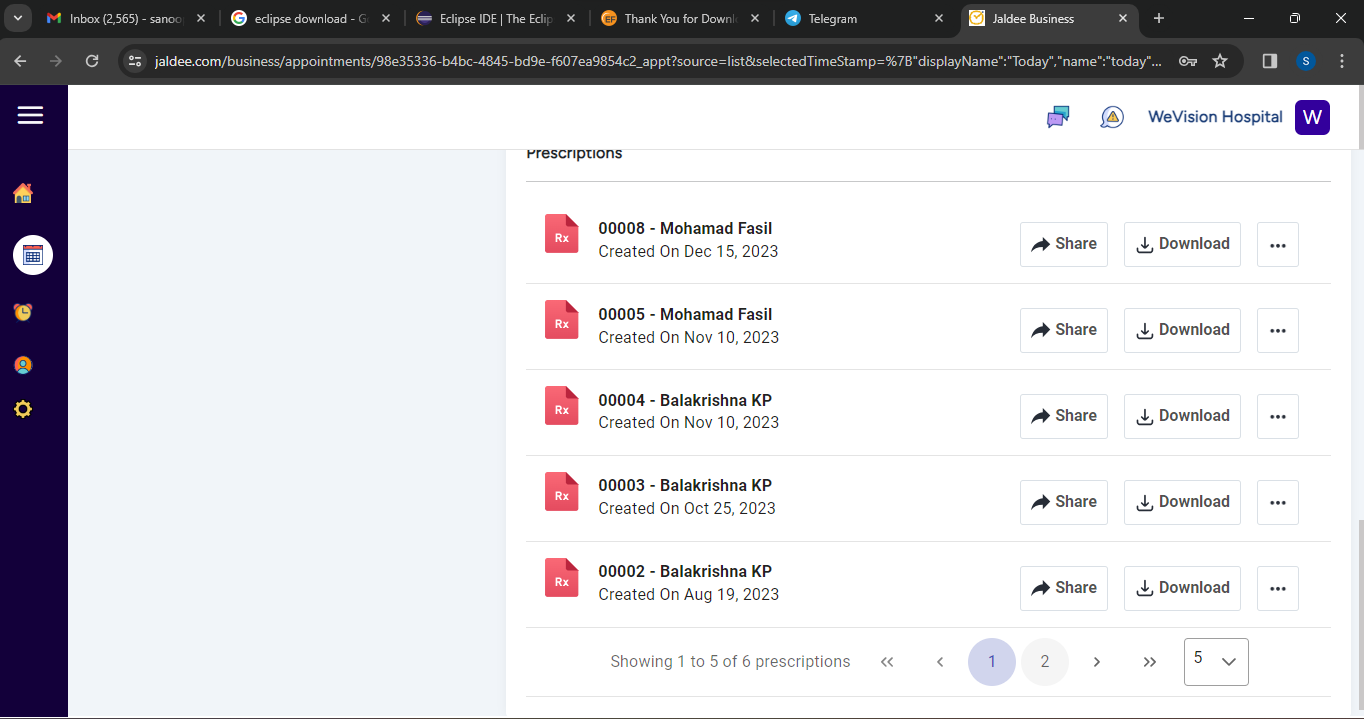 Inbox (2,565) - sanoo
eclipse download - G
Eclipse IDE | The Eclip
EF
Thank You for Downl
Telegram
Jaldee Business
jaldee.com/business/appointments/98e35336-b4bc-4845-bd9e-f607ea9854c2_appt?source=list&selectedTimeStamp=%7B"displayName":"Today","name":"today"...
S
WeVision Hospital
W
Prescriptions
Rx
00008 - Mohamad Fasil
Created On Dec 15, 2023
Share
Download
...
Rx
00005 - Mohamad Fasil
Created On Nov 10, 2023
Share
Download
...
Rx
00004 - Balakrishna KP
Created On Nov 10, 2023
Share
Download
...
Rx
00003 - Balakrishna KP
Created On Oct 25, 2023
Share
Download
...
Rx
00002 - Balakrishna KP
Created On Aug 19, 2023
Share
Download
...
Showing 1 to 5 of 6 prescriptions
«
‹
1
2
›
»
5